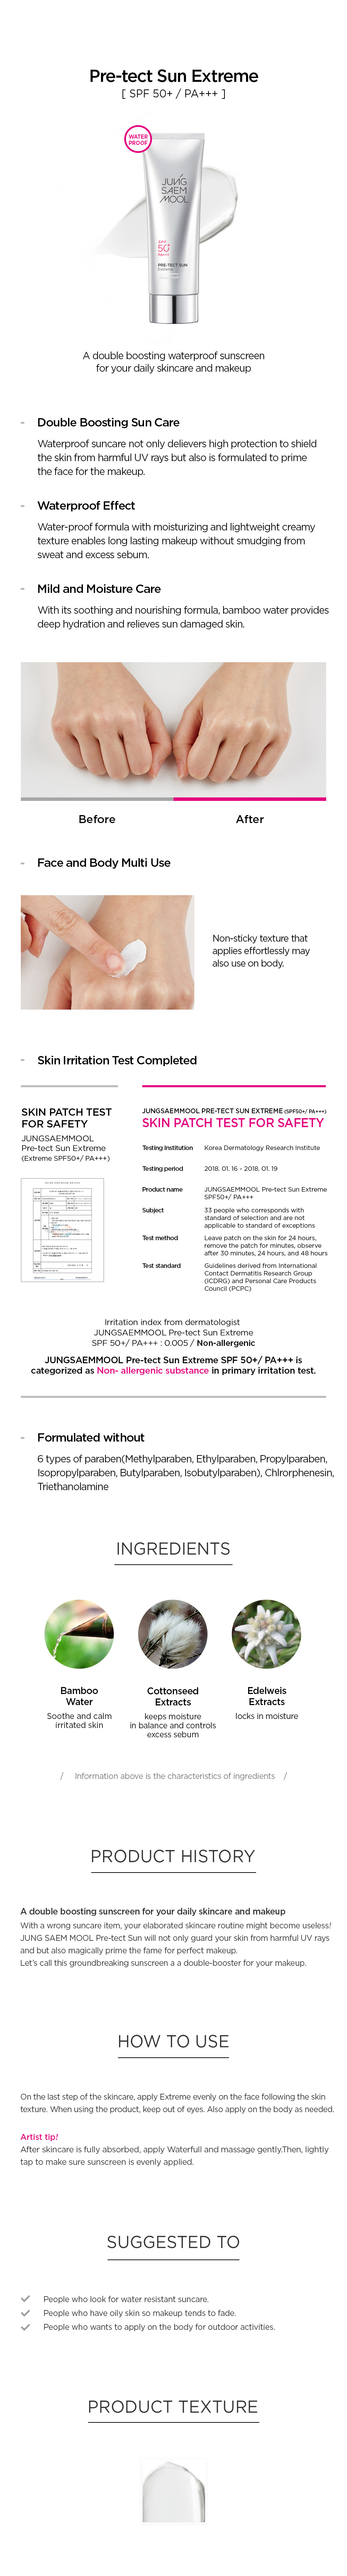 Pre-tect Sun Extreme
[ SPF 50+ / PA+++ ]
WATER
PROOF
JUNG
SAEM
MOOL
SPF
50+
PA+++
PRE-TECT SUN
Extreme
A double boosting waterproof sunscreen
for your daily skincare and makeup
- Double Boosting Sun Care
Waterproof suncare not only delievers high protection to shield
the skin from harmful UV rays but also is formulated to prime
the face for the makeup.
- Waterproof Effect
Water-proof formula with moisturizing and lightweight creamy
texture enables long lasting makeup without smudging from
sweat and excess sebum.
- Mild and Moisture Care
With its soothing and nourishing formula, bamboo water provides
deep hydration and relieves sun damaged skin.
Before After
- Face and Body Multi Use
Non-sticky texture that
applies effortlessly may
also use on body.
- Skin Irritation Test Completed
SKIN PATCH TEST
FOR SAFETY
JUNGSAEMMOOL
Pre-tect Sun Extreme
(Extreme SPF50+/ PA+++)
JUNGSAEMMOOL PRE-TECT SUN EXTREME (SPF50+/ PA+++)
SKIN PATCH TEST FOR SAFETY
Testing Institution Korea Dermatology Research Institute
Testing period 2018. 01. 16 - 2018. 01. 19
Product name JUNGSAEMMOOL Pre-tect Sun Extreme
SPF50+/ PA+++
Subject 33 people who corresponds with
standard of selection and are not
applicable to standard of exceptions
Test method Leave patch on the skin for 24 hours,
remove the patch for minutes, observe
after 30 minutes, 24 hours, and 48 hours
Test standard Guidelines derived from International
Contact Dermatitis Research Group
(ICDRG) and Personal Care Products
Council (PCPC)
Irritation index from dermatologist
JUNGSAEMMOOL Pre-tect Sun Extreme
SPF 50+/ PA+++ : 0.005 / Non-allergenic
JUNGSAEMMOOL Pre-tect Sun Extreme SPF 50+/ PA+++ is
categorized as Non- allergenic substance in primary irritation test.
- Formulated without
6 types of paraben(Methylparaben, Ethylparaben, Propylparaben,
Isopropylparaben, Butylparaben, Isobutylparaben), Chlrorphenesin,
Triethanolamine
INGREDIENTS
Bamboo
Water
Soothe and calm
irritated skin
Cottonseed
Extracts
keeps moisture
in balance and controls
excess sebum
Edelweis
Extracts
locks in moisture
/ Information above is the characteristics of ingredients /
PRODUCT HISTORY
A double boosting sunscreen for your daily skincare and makeup
With a wrong suncare item, your elaborated skincare routine might become useless!
JUNG SAEM MOOL Pre-tect Sun will not only guard your skin from harmful UV rays
and but also magically prime the fame for perfect makeup.
Let's call this groundbreaking sunscreen a a double-booster for your makeup.
HOW TO USE
On the last step of the skincare, apply Extreme evenly on the face following the skin
texture. When using the product, keep out of eyes. Also apply on the body as needed.
Artist tip!
After skincare is fully absorbed, apply Waterfull and massage gently.Then, lightly
tap to make sure sunscreen is evenly applied.
SUGGESTED TO
People who look for water resistant suncare.
People who have oily skin so makeup tends to fade.
People who wants to apply on the body for outdoor activities.
PRODUCT TEXTURE